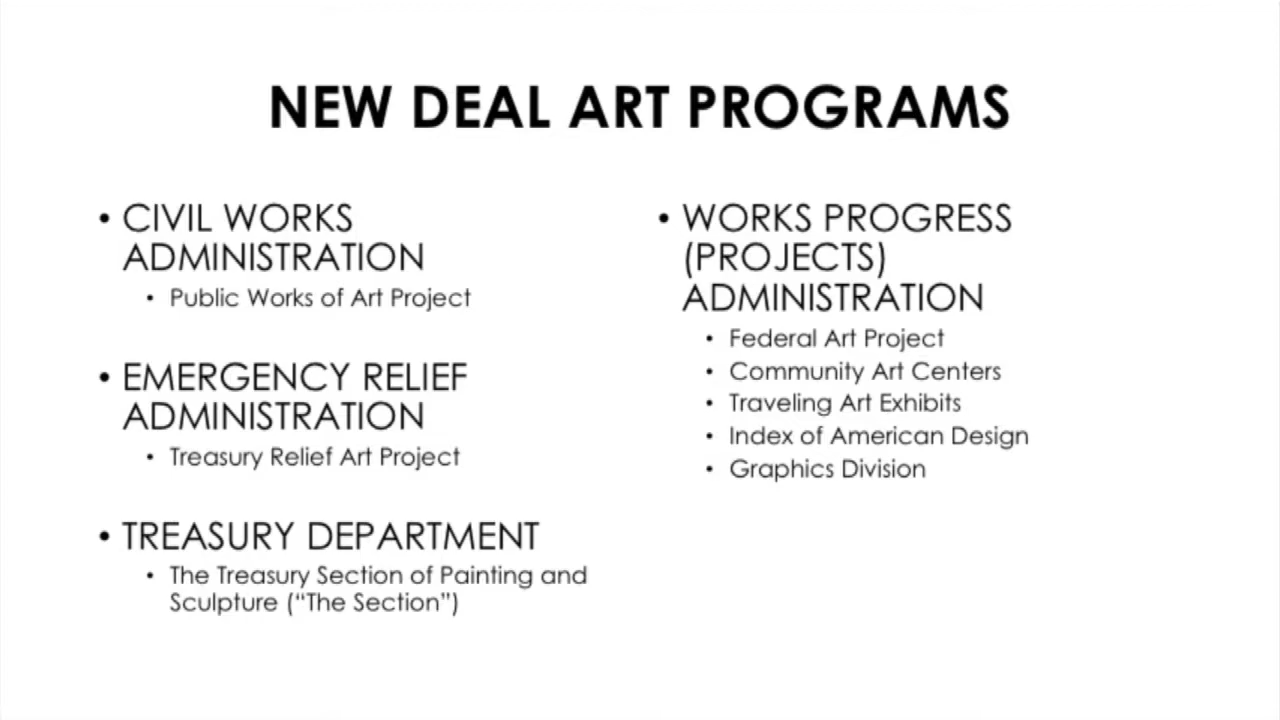 NEW DEAL ART PROGRAMS
• CIVIL WORKS
ADMINISTRATION
• Public Works of Art Project
• EMERGENCY RELIEF
ADMINISTRATION
• Treasury Relief Art Project
• TREASURY DEPARTMENT
• The Treasury Section of Painting and
Sculpture (“The Section”)
• WORKS PROGRESS
(PROJECTS)
ADMINISTRATION
• Federal Art Project
• Community Art Centers
• Traveling Art Exhibits
• Index of American Design
• Graphics Division